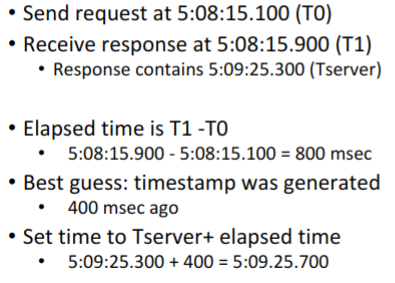 • Send request at 5:08:15.100 (T0)
• Receive response at 5:08:15.900 (T1)
• Response contains 5:09:25.300 (Tserver)
• Elapsed time is T1 -T0
• 5:08:15.900 - 5:08:15.100 = 800 msec
• Best guess: timestamp was generated
• 400 msec ago
• Set time to Tserver+ elapsed time
• 5:09:25.300 + 400 = 5:09.25.700